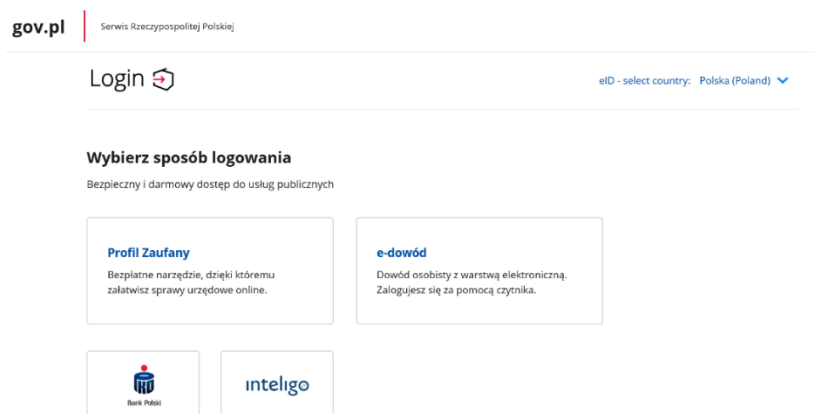 gov.pl
Serwis Rzeczypospolitej Polskiej
Login
eID - select country: Polska (Poland)
Wybierz sposób logowania
Bezpieczny i darmowy dostęp do usług publicznych
Profil Zaufany
Bezpłatne narzędzie, dzięki któremu
załatwisz sprawy urzędowe online.
e-dowód
Dowód osobisty z warstwą elektroniczną.
Zalogujesz się za pomocą czytnika.
PKO
Bank Polski
inteligo